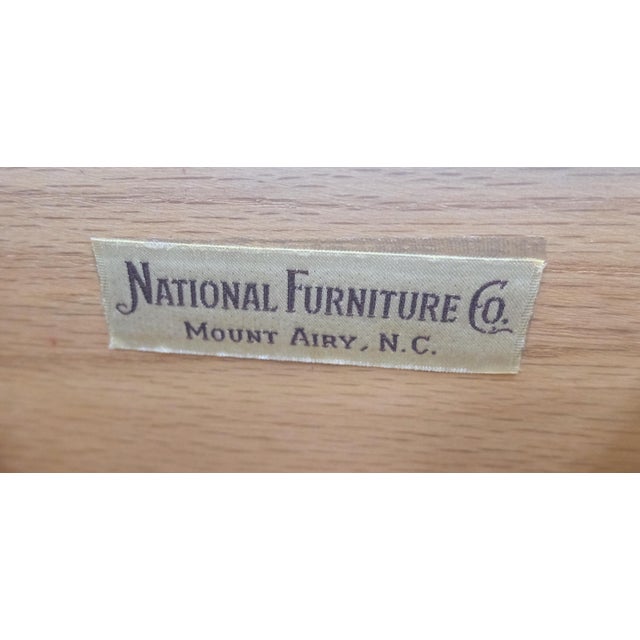 NATIONAL FURNITURE CO.
MOUNT AIRY, N.C.